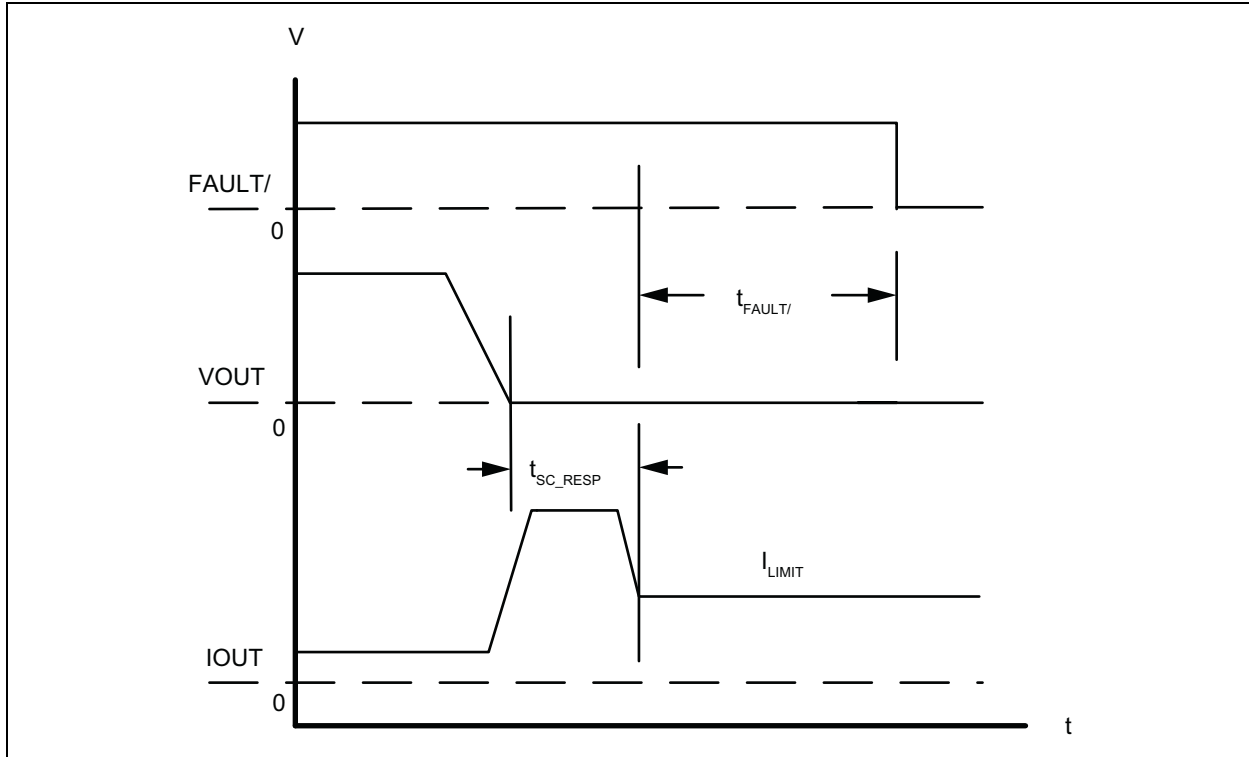 V
FAULT/
0
t_FAULT/
VOUT
0
t_SC_RESP
I_LIMIT
IOUT
0
t